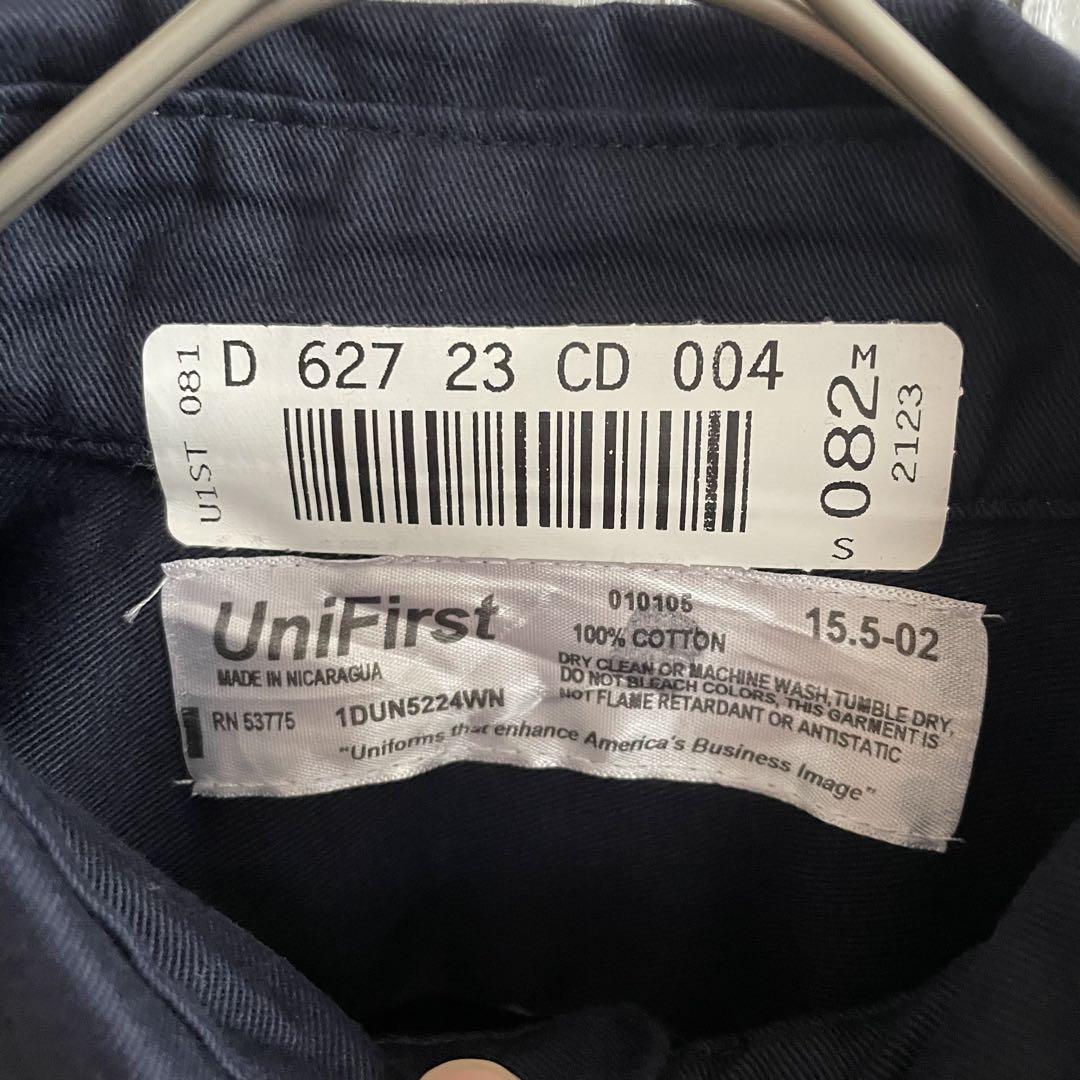 U1ST 081
D 627 23 CD 004
S 082 M
2123
UniFirst
MADE IN NICARAGUA
RN 53775
1DUN5224WN
010105
100% COTTON
15.5-02
DRY CLEAN OR MACHINE WASH, TUMBLE DRY,
DO NOT BLEACH COLORS, THIS GARMENT IS
NOT FLAME RETARDANT OR ANTISTATIC
"Uniforms that enhance America's Business Image"